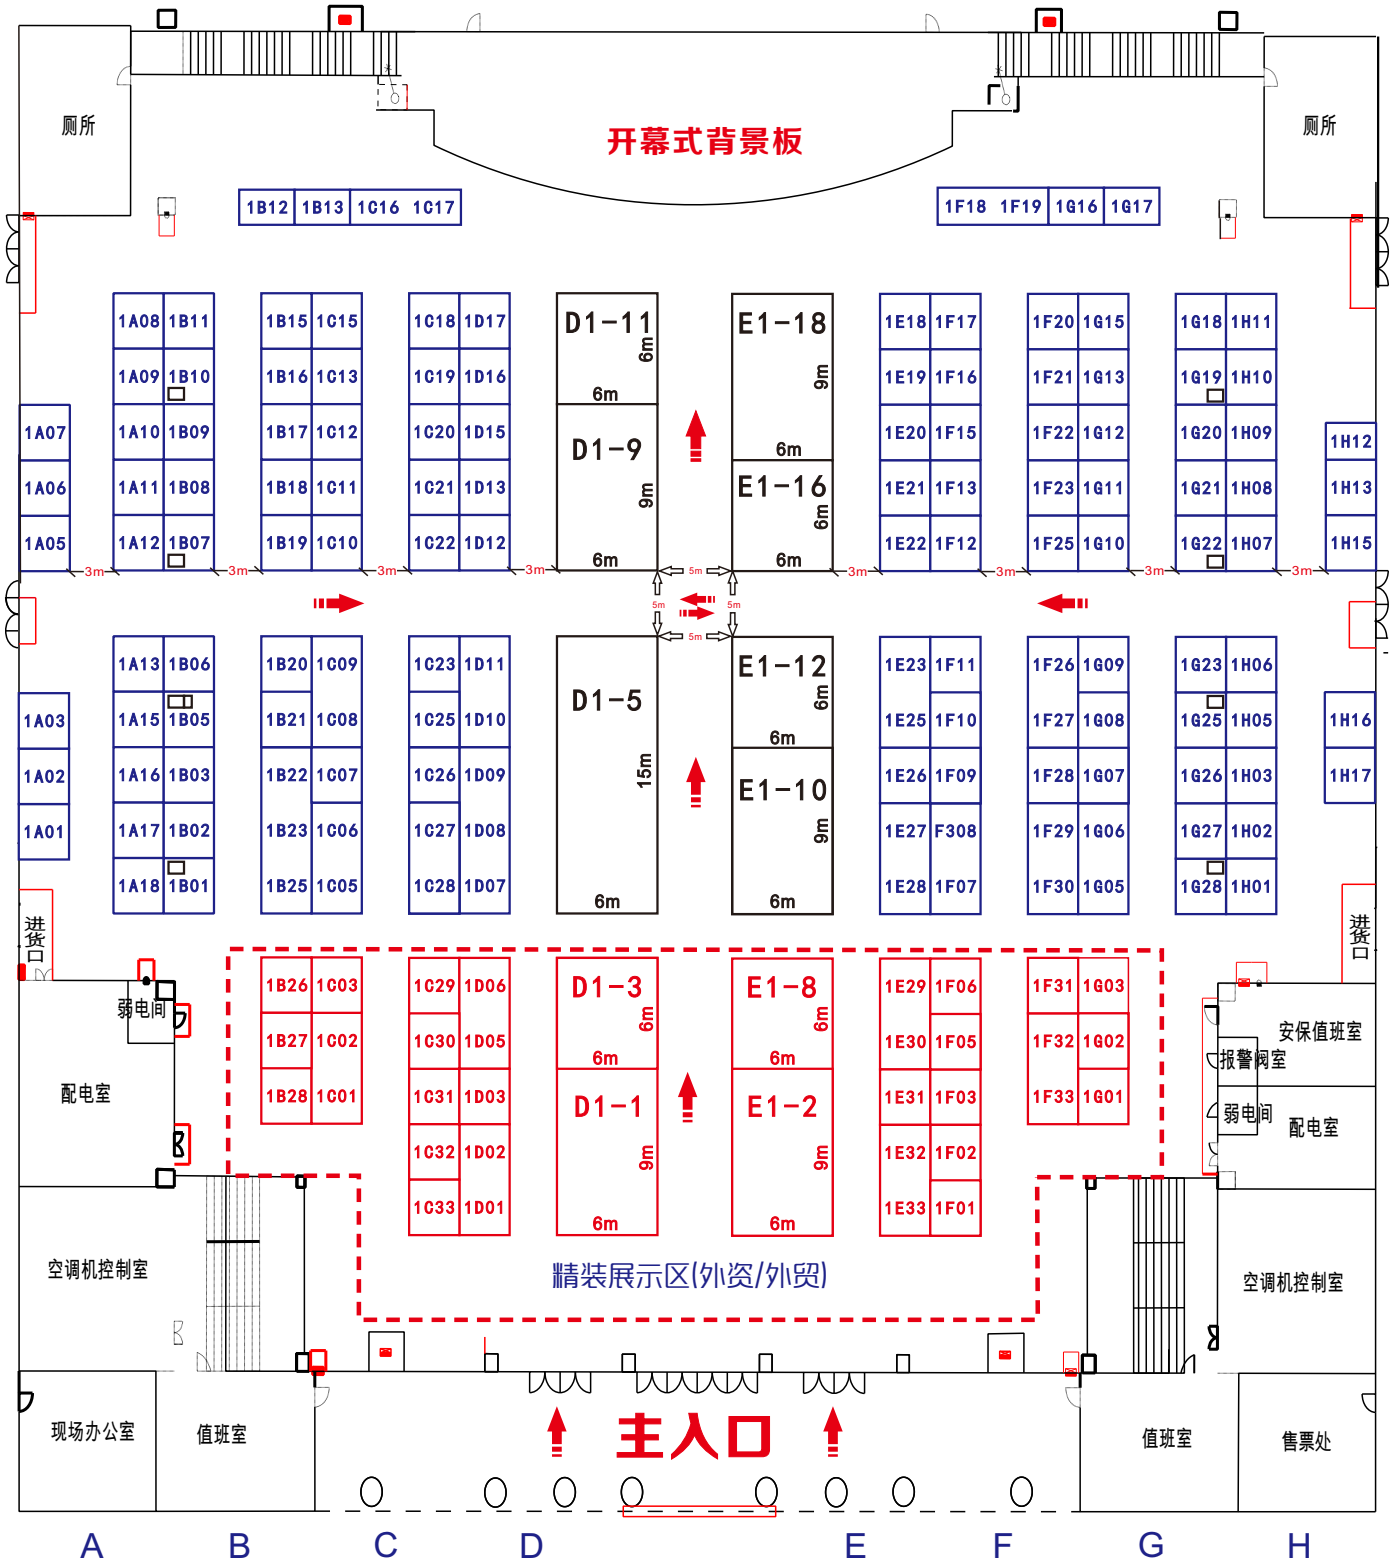 厕所
开幕式背景板
厕所
1B12 1B13 1C16 1C17
1F18 1F19 1G16 1G17
1A08 1B11 1B15 1C15 1C18 1D17 D1-11 6m E1-18 1E18 1F17 1F20 1G15 1G18 1H11
1A09 1B10 1B16 1C13 1C19 1D16 6m 9m 1E19 1F16 1F21 1G13 1G19 1H10
1A07 1A10 1B09 1B17 1C12 1C20 1D15 D1-9 6m 1E20 1F15 1F22 1G12 1G20 1H09 1H12
1A06 1A11 1B08 1B18 1C11 1C21 1D13 9m E1-16 6m 1E21 1F13 1F23 1G11 1G21 1H08 1H13
1A05 1A12 1B07 1B19 1C10 1C22 1D12 6m 6m 1E22 1F12 1F25 1G10 1G22 1H07 1H15
3m 3m 3m 3m 5m 3m 3m 3m 3m
5m 5m
5m
1A13 1B06 1B20 1C09 1C23 1D11 E1-12 1E23 1F11 1F26 1G09 1G23 1H06
1A03 1A15 1B05 1B21 1C08 1C25 1D10 D1-5 6m 6m 1E25 1F10 1F27 1G08 1G25 1H05 1H16
1A02 1A16 1B03 1B22 1C07 1C26 1D09 15m E1-10 1E26 1F09 1F28 1G07 1G26 1H03 1H17
1A01 1A17 1B02 1B23 1C06 1C27 1D08 9m 1E27 F308 1F29 1G06 1G27 1H02
1A18 1B01 1B25 1C05 1C28 1D07 6m 6m 1E28 1F07 1F30 1G05 1G28 1H01
进货口
进货口
1B26 1C03 1C29 1D06 D1-3 6m E1-8 6m 1E29 1F06 1F31 1G03
弱电间
安保值班室
1B27 1C02 1C30 1D05 6m 6m 1E30 1F05 1F32 1G02
报警阀室
配电室
1B28 1C01 1C31 1D03 D1-1 E1-2 1E31 1F03 1F33 1G01
弱电间
配电室
1C32 1D02 9m 9m 1E32 1F02
1C33 1D01 6m 6m 1E33 1F01
空调机控制室
精装展示区(外资/外贸)
空调机控制室
现场办公室
值班室
主入口
值班室
售票处
A B C D E F G H